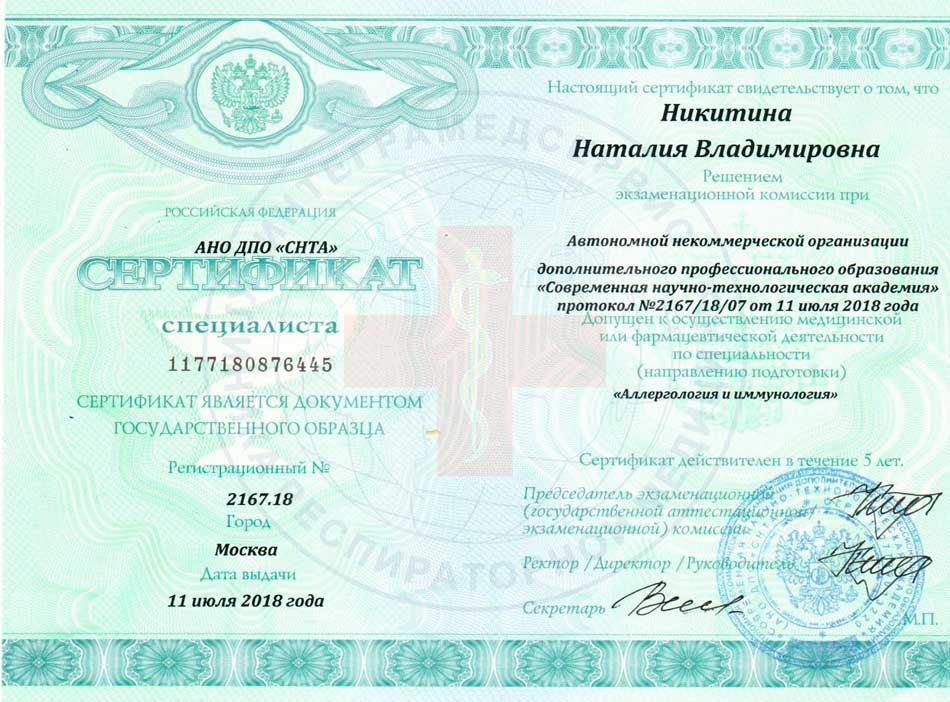 РОССИЙСКАЯ ФЕДЕРАЦИЯ
АНО ДПО «СНТА»
СЕРТИФИКАТ
специалиста
1177180876445
СЕРТИФИКАТ ЯВЛЯЕТСЯ ДОКУМЕНТОМ
ГОСУДАРСТВЕННОГО ОБРАЗЦА
Регистрационный №
2167.18
Город
Москва
Дата выдачи
11 июля 2018 года
Настоящий сертификат свидетельствует о том, что
Никитина
Наталия Владимировна
Решением
экзаменационной комиссии при
Автономной некоммерческой организации
дополнительного профессионального образования
«Современная научно-технологическая академия»
протокол №2167/18/07 от 11 июля 2018 года
Допущен к осуществлению медицинской
или фармацевтической деятельности
по специальности
(направлению подготовки)
«Аллергология и иммунология»
Сертификат действителен в течение 5 лет.
Председатель экзаменационной
(государственной аттестационной/
экзаменационной) комиссии
Ректор /Директор /Руководитель
Секретарь
М.П.